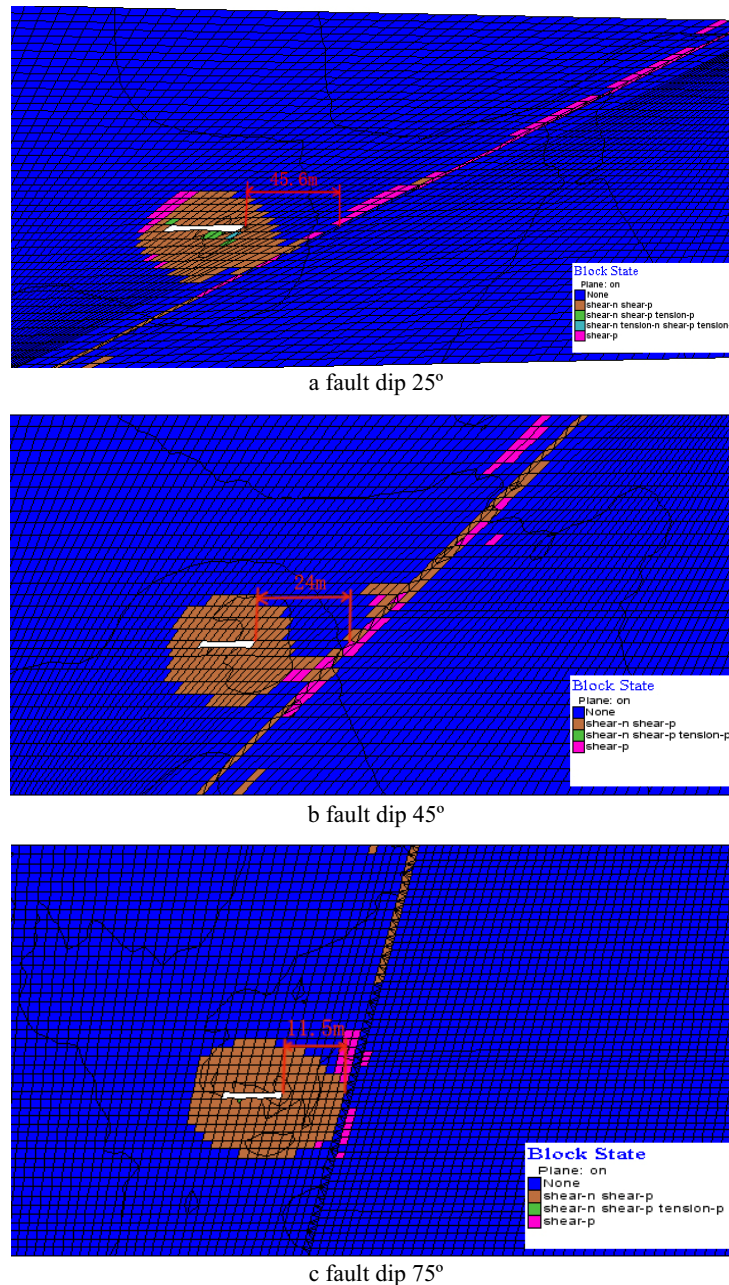 45.6m
Block State
Plane: on
None
shear-n shear-p
shear-n shear-p tension-p
shear-n tension-n shear-p tension-
shear-p
a fault dip 25º
24m
Block State
Plane: on
None
shear-n shear-p
shear-n shear-p tension-p
shear-p
b fault dip 45º
11.5m
Block State
Plane: on
None
shear-n shear-p
shear-n shear-p tension-p
shear-p
c fault dip 75º